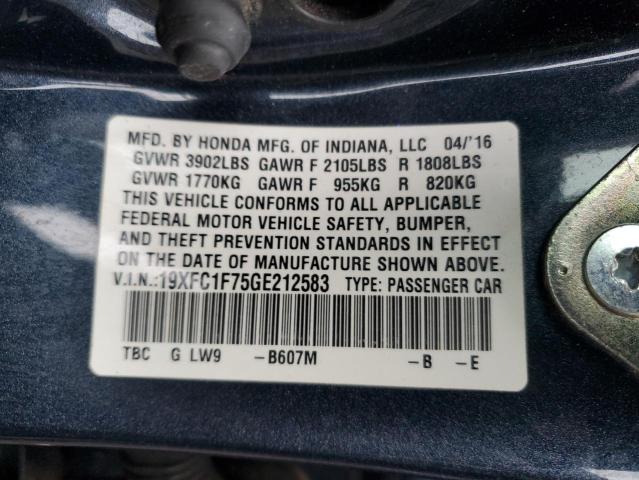 MFD. BY HONDA MFG. OF INDIANA, LLC 04/'16
GVWR 3902LBS GAWR F 2105LBS R 1808LBS
GVWR 1770KG GAWR F 955KG R 820KG
THIS VEHICLE CONFORMS TO ALL APPLICABLE
FEDERAL MOTOR VEHICLE SAFETY, BUMPER,
AND THEFT PREVENTION STANDARDS IN EFFECT
ON THE DATE OF MANUFACTURE SHOWN ABOVE.
V.I.N.:19XFC1F75GE212583 TYPE: PASSENGER CAR
TBC G LW9 -B607M -B -E